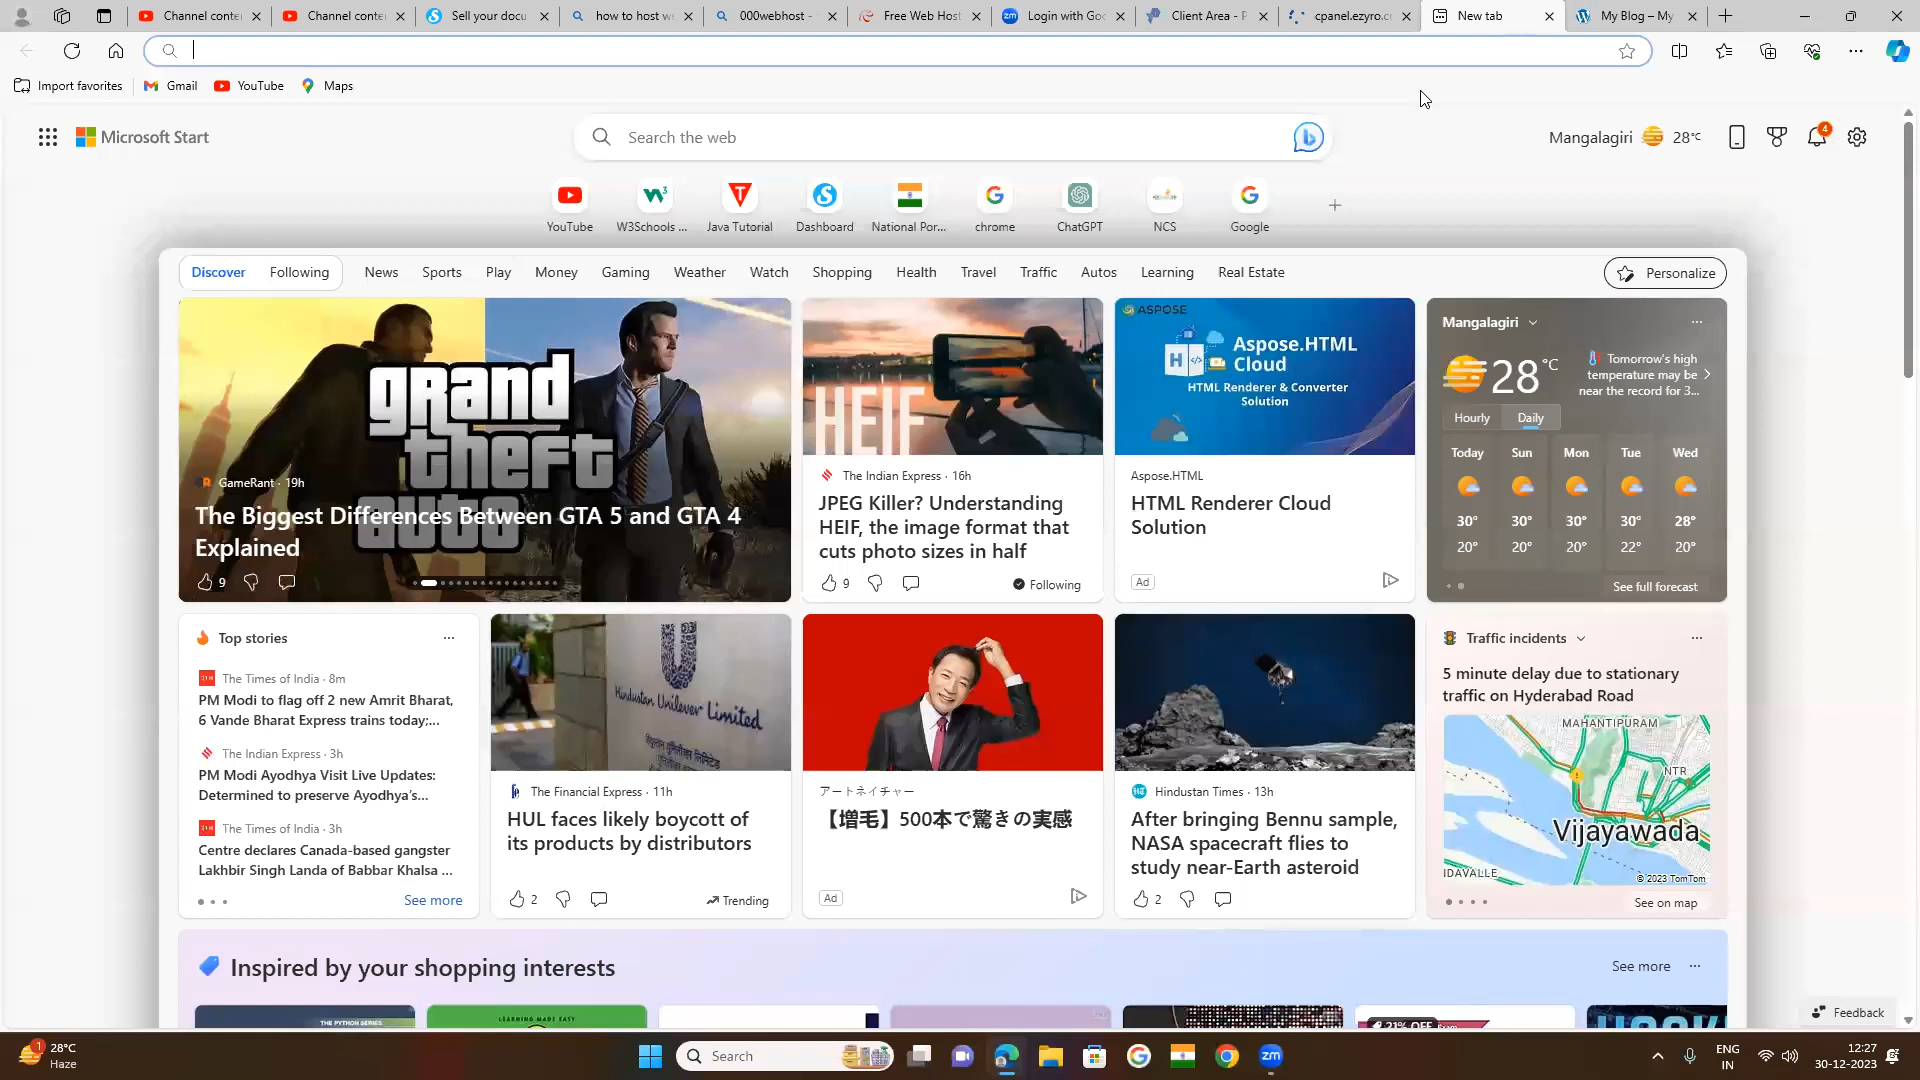 Channel conte
Channel conte
Sell your docu
how to host w
000webhost -
Free Web Host
Login with Goo
Client Area - P
cpanel.ezyro.c
New tab
My Blog – My
Import favorites
Gmail
YouTube
Maps
Microsoft Start
Search the web
Mangalagiri
28°C
4
YouTube
W3Schools ...
Java Tutorial
Dashboard
National Por...
chrome
ChatGPT
NCS
Google
Discover
Following
News
Sports
Play
Money
Gaming
Weather
Watch
Shopping
Health
Travel
Traffic
Autos
Learning
Real Estate
Personalize
grand
theft
auto
GameRant · 19h
The Biggest Differences Between GTA 5 and GTA 4
Explained
9
HEIF
The Indian Express · 16h
JPEG Killer? Understanding
HEIF, the image format that
cuts photo sizes in half
9
Following
ASPOSE
Aspose.HTML
Cloud
HTML Renderer & Converter
Solution
Aspose.HTML
HTML Renderer Cloud
Solution
Ad
Mangalagiri
28°C
Tomorrow's high
temperature may be
near the record for 3...
Hourly
Daily
Today Sun Mon Tue Wed
30° 30° 30° 30° 28°
20° 20° 20° 22° 20°
See full forecast
Top stories
The Times of India · 8m
PM Modi to flag off 2 new Amrit Bharat,
6 Vande Bharat Express trains today;...
The Indian Express · 3h
PM Modi Ayodhya Visit Live Updates:
Determined to preserve Ayodhya's...
The Times of India · 3h
Centre declares Canada-based gangster
Lakhbir Singh Landa of Babbar Khalsa ...
See more
Hindustan Unilever Limited
The Financial Express · 11h
HUL faces likely boycott of
its products by distributors
2
Trending
アートネイチャー
【増毛】500本で驚きの実感
Ad
Hindustan Times · 13h
After bringing Bennu sample,
NASA spacecraft flies to
study near-Earth asteroid
2
Traffic incidents
5 minute delay due to stationary
traffic on Hyderabad Road
MAHANTIPURAM
NTR
Vijayawada
IDAVALLE
© 2023 TomTom
See on map
Inspired by your shopping interests
See more
THE PYTHON SERIES
LEARNING MADE EASY
21% OFF
Feedback
1
28°C
Haze
Search
zm
ENG
IN
12:27
30-12-2023